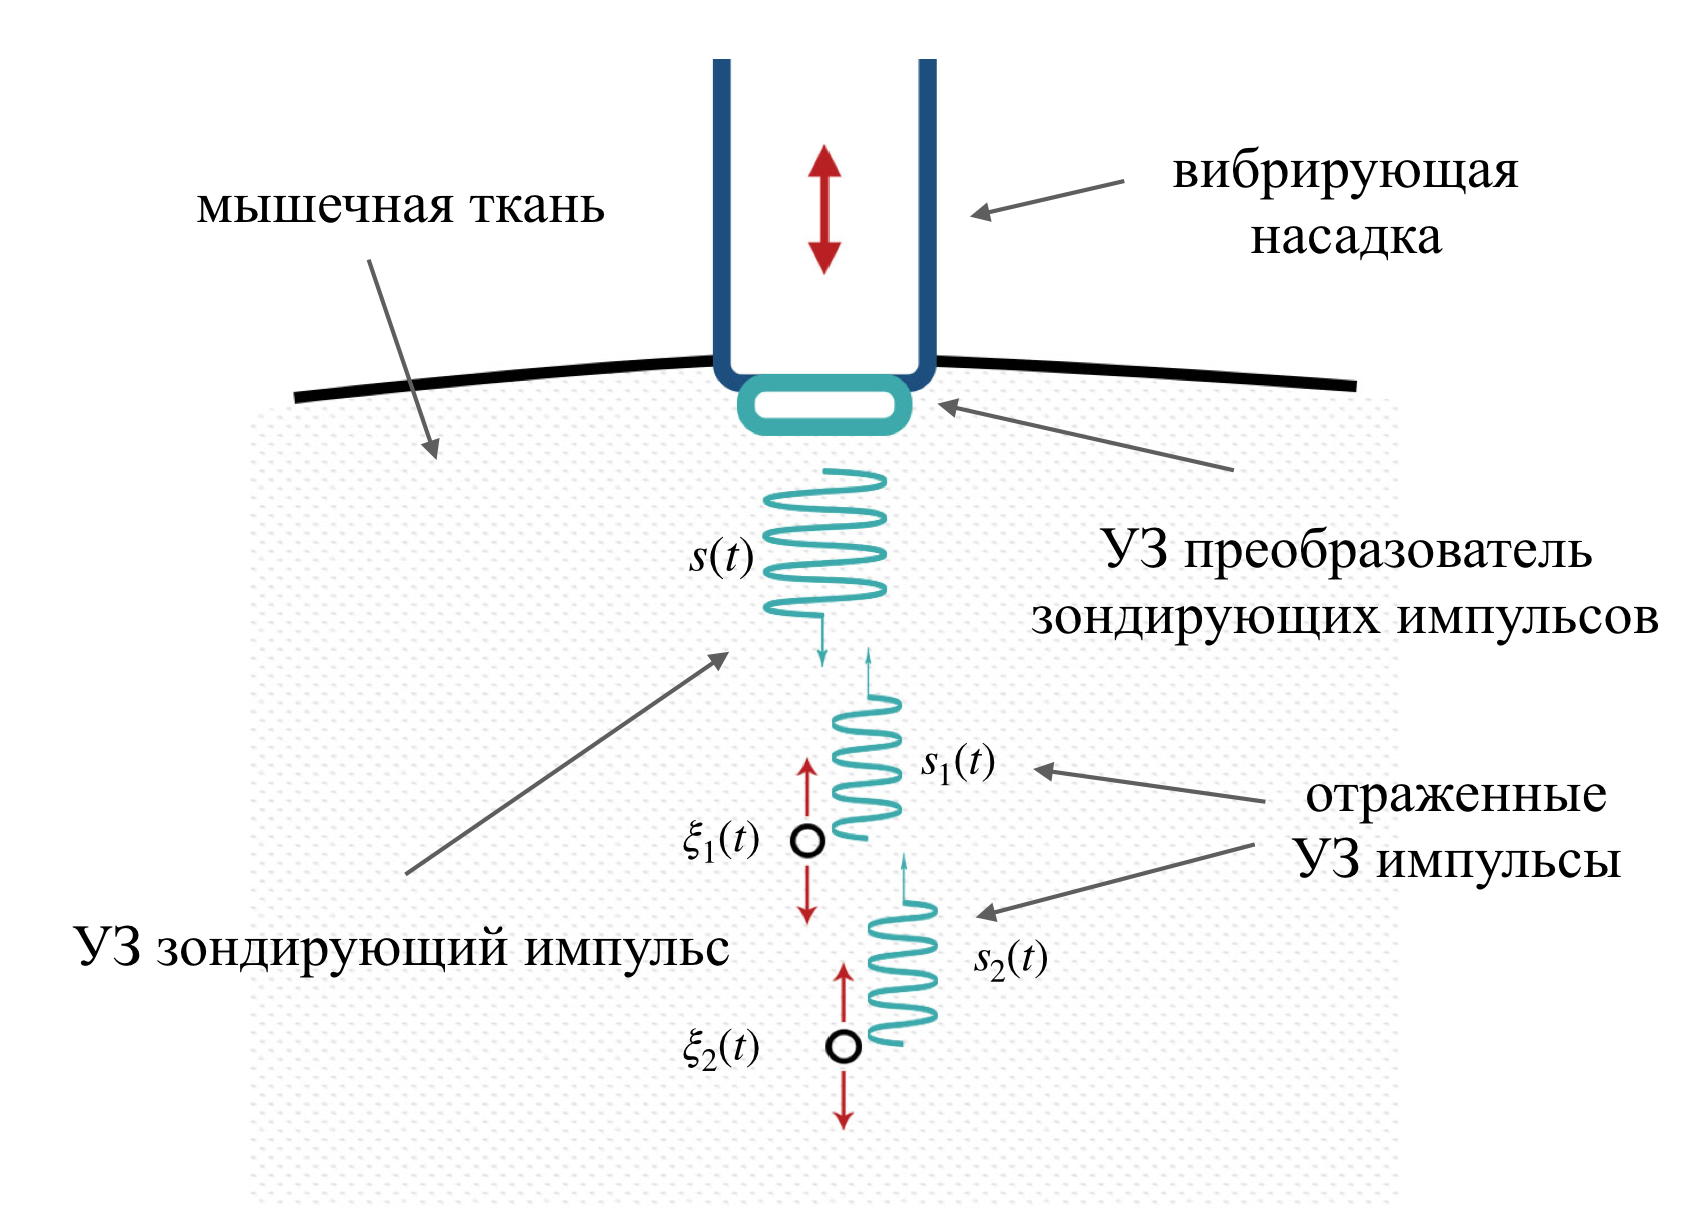 вибрирующая
насадка
мышечная ткань
s(t)
УЗ преобразователь
зондирующих импульсов
s₁(t)
отраженные
УЗ импульсы
ξ₁(t)
УЗ зондирующий импульс
s₂(t)
ξ₂(t)